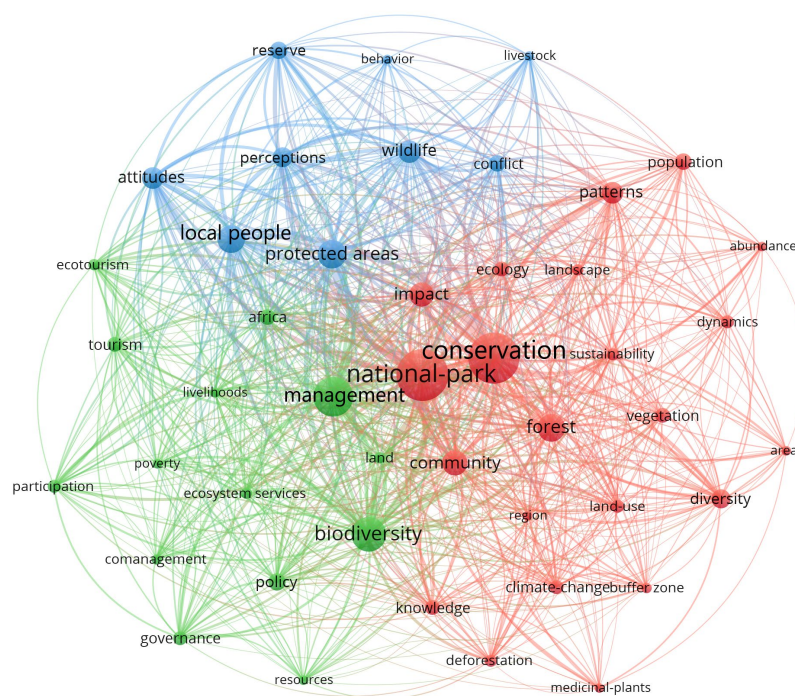 reserve
behavior
livestock
perceptions
wildlife
conflict
population
attitudes
patterns
local people
protected areas
abundance
ecotourism
ecology
landscape
impact
africa
dynamics
tourism
conservation
sustainability
national-park
livelihoods
management
vegetation
forest
area
poverty
land
community
participation
ecosystem services
diversity
land-use
region
biodiversity
comanagement
policy
climate-change
buffer zone
knowledge
governance
deforestation
resources
medicinal-plants